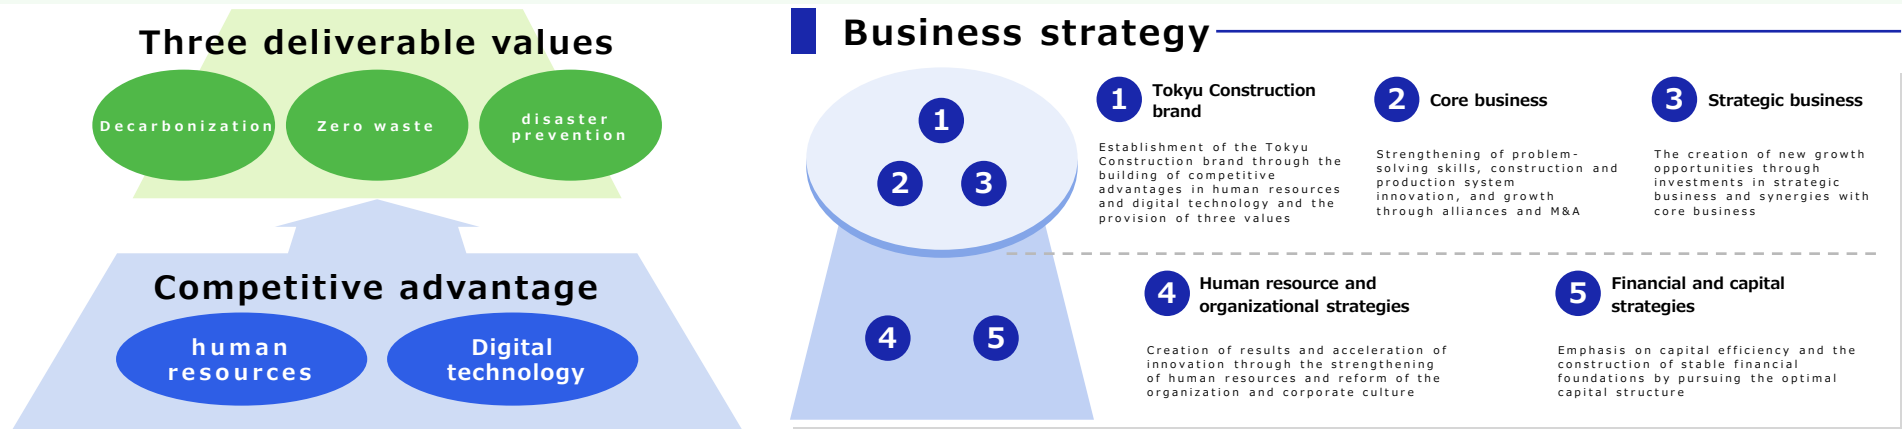 Three deliverable values
Decarbonization
Zero waste
disaster
prevention
Competitive advantage
human
resources
Digital
technology
Business strategy
1
2
3
4
5
1
Tokyu Construction
brand
Establishment of the Tokyu
Construction brand through the
building of competitive
advantages in human resources
and digital technology and the
provision of three values
2
Core business
Strengthening of problem-
solving skills, construction and
production system
innovation, and growth
through alliances and M&A
3
Strategic business
The creation of new growth
opportunities through
investments in strategic
business and synergies with
core business
4
Human resource and
organizational strategies
Creation of results and acceleration of
innovation through the strengthening
of human resources and reform of the
organization and corporate culture
5
Financial and capital
strategies
Emphasis on capital efficiency and the
construction of stable financial
foundations by pursuing the optimal
capital structure